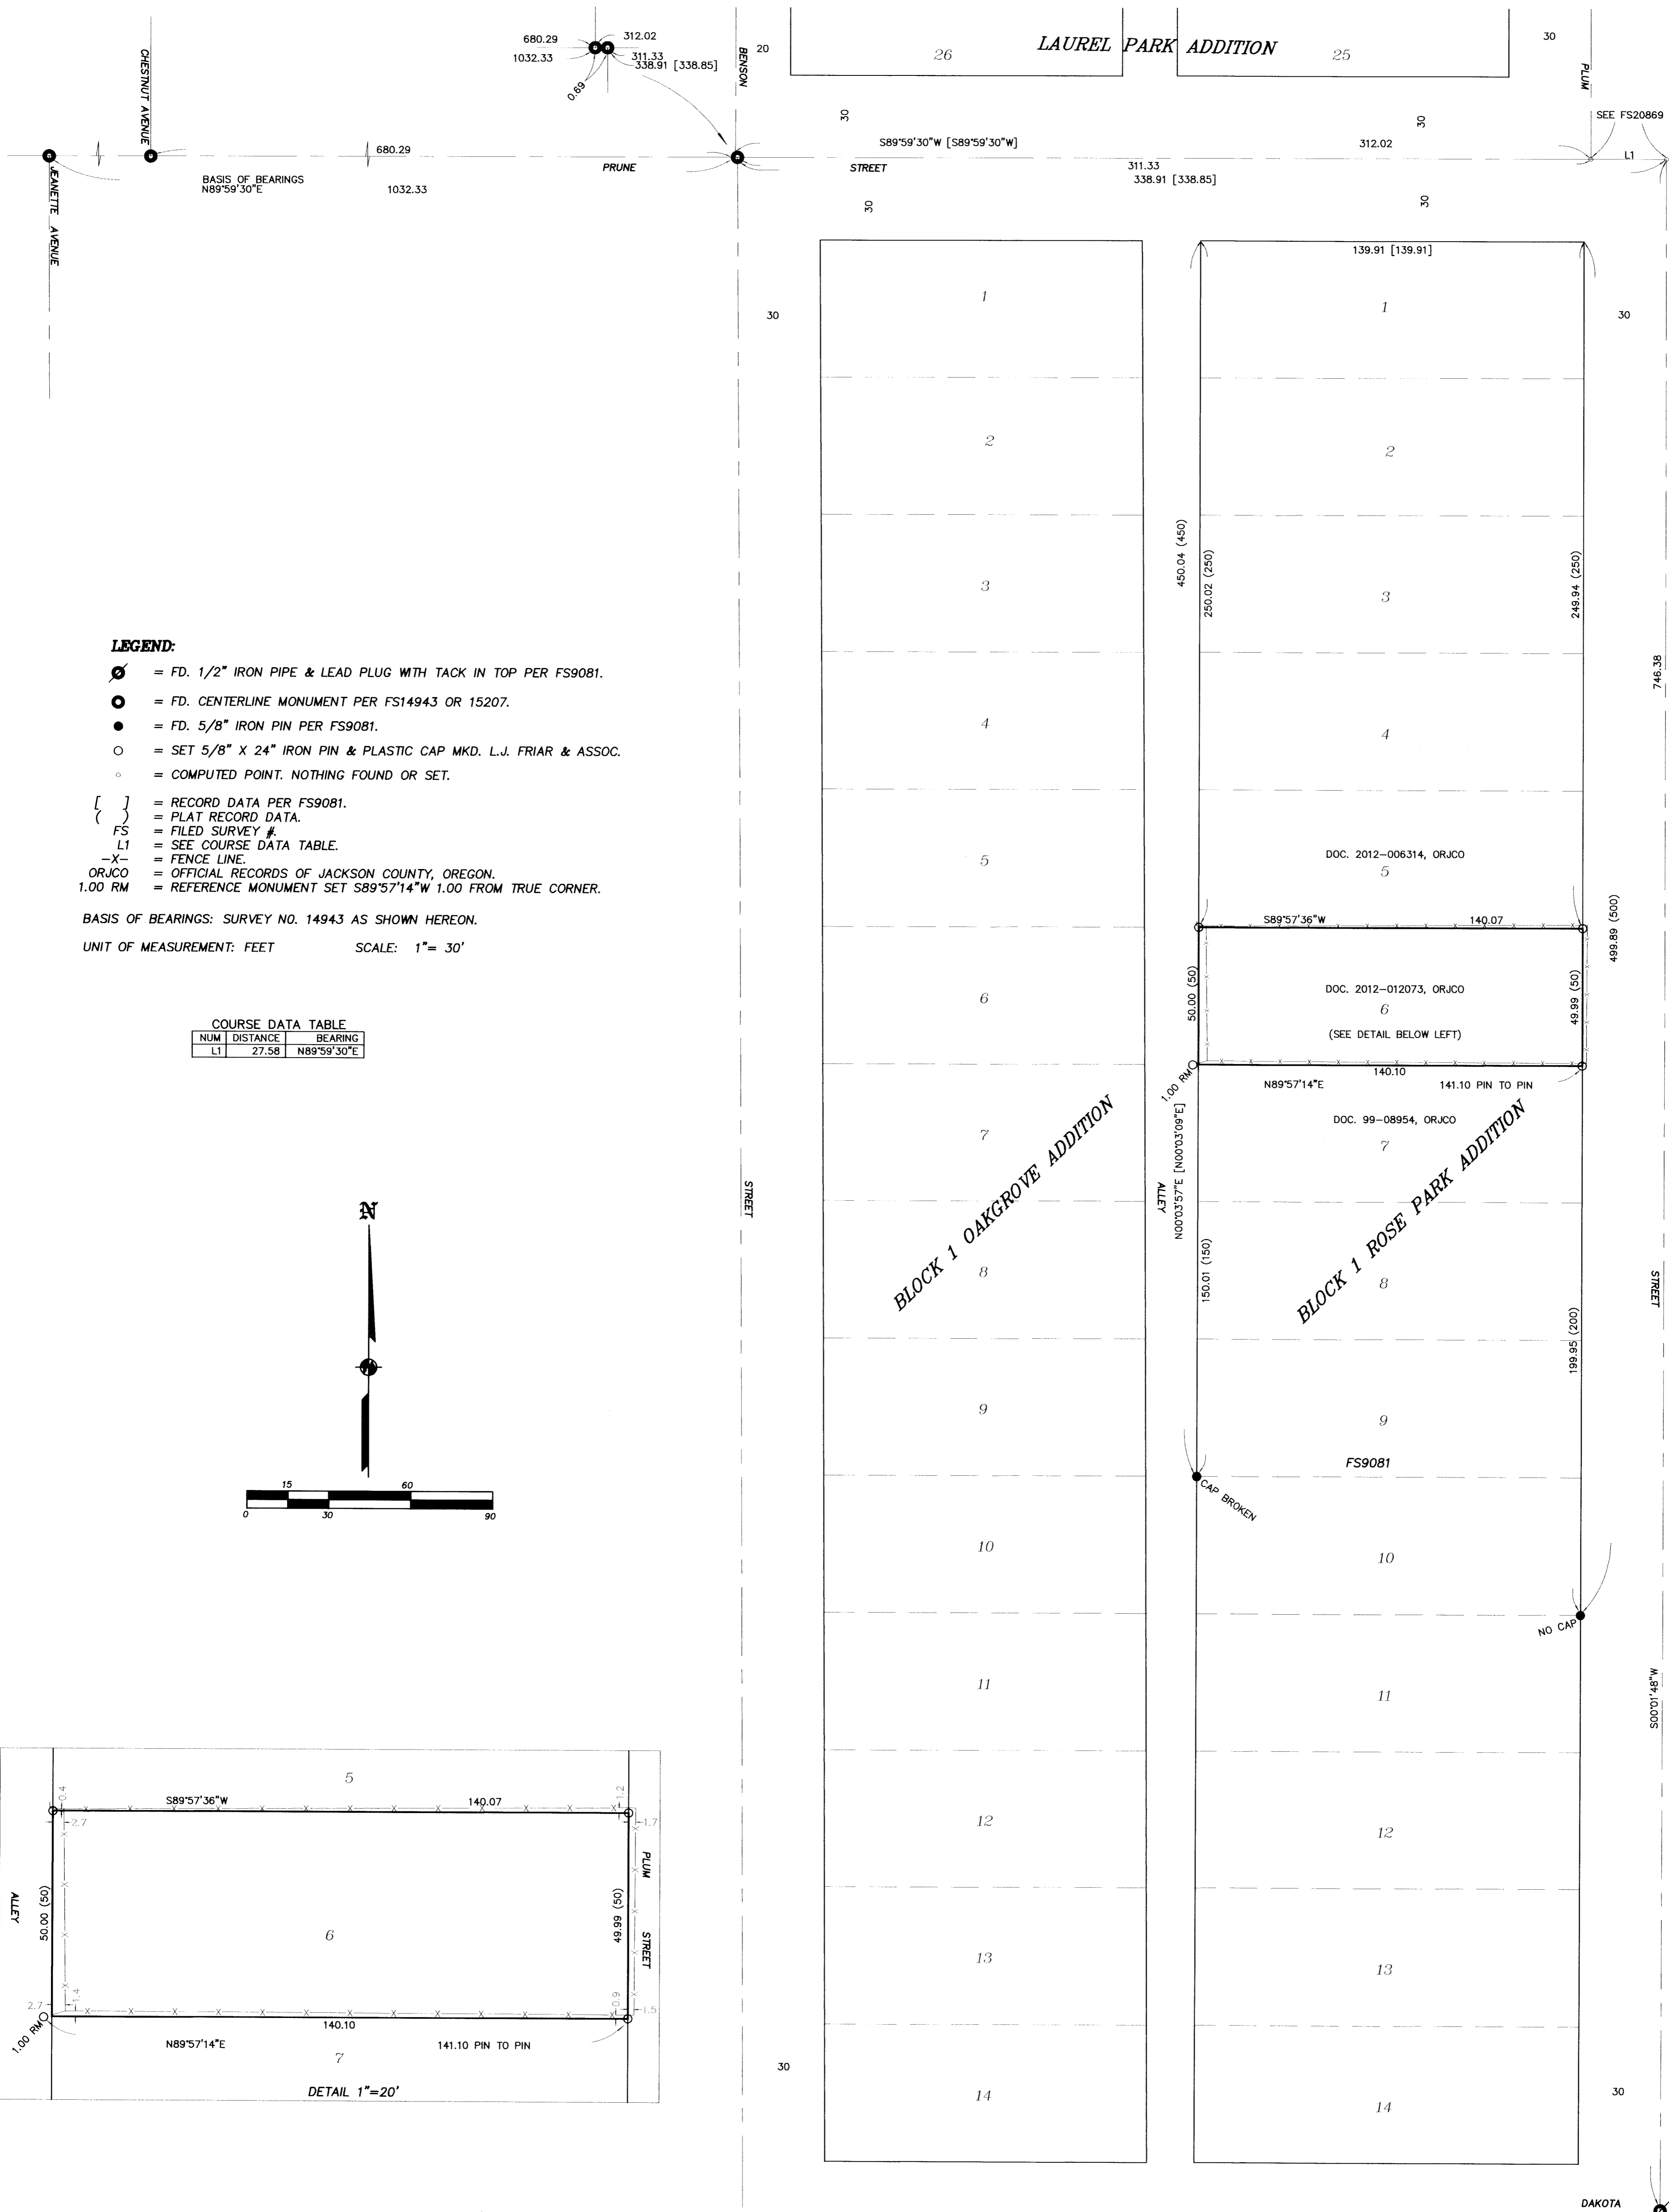 680.29 312.02
1032.33 311.33
338.91 [338.85]
0.69
CHESTNUT AVENUE
BENSON
20
26
LAUREL PARK ADDITION
25
30
PLUM
SEE FS20869
30
30
S89°59'30"W [S89°59'30"W]
312.02
680.29
PRUNE
STREET
311.33
338.91 [338.85]
L1
BASIS OF BEARINGS
N89°59'30"E
1032.33
JEANETTE AVENUE
30
30
139.91 [139.91]
30
30
1
1
2
2
450.04 (450)
250.02 (250)
249.94 (250)
3
3
746.38
LEGEND:
= FD. 1/2" IRON PIPE & LEAD PLUG WITH TACK IN TOP PER FS9081.
= FD. CENTERLINE MONUMENT PER FS14943 OR 15207.
= FD. 5/8" IRON PIN PER FS9081.
= SET 5/8" X 24" IRON PIN & PLASTIC CAP MKD. L.J. FRIAR & ASSOC.
= COMPUTED POINT. NOTHING FOUND OR SET.
[ ] = RECORD DATA PER FS9081.
( ) = PLAT RECORD DATA.
FS = FILED SURVEY #.
L1 = SEE COURSE DATA TABLE.
-X- = FENCE LINE.
ORJCO = OFFICIAL RECORDS OF JACKSON COUNTY, OREGON.
1.00 RM = REFERENCE MONUMENT SET S89°57'14"W 1.00 FROM TRUE CORNER.
BASIS OF BEARINGS: SURVEY NO. 14943 AS SHOWN HEREON.
UNIT OF MEASUREMENT: FEET SCALE: 1"= 30'
COURSE DATA TABLE
NUM DISTANCE BEARING
L1 27.58 N89°59'30"E
4
4
5
DOC. 2012-006314, ORJCO
5
S89°57'36"W 140.07
499.89 (500)
6
50.00 (50)
DOC. 2012-012073, ORJCO
6
(SEE DETAIL BELOW LEFT)
49.99 (50)
1.00 RM
140.10
N89°57'14"E 141.10 PIN TO PIN
7
DOC. 99-08954, ORJCO
7
BLOCK 1 OAKGROVE ADDITION
ALLEY
N00°03'57"E [N00°03'09"E]
BLOCK 1 ROSE PARK ADDITION
STREET
STREET
8
150.01 (150)
8
199.95 (200)
9
9
FS9081
CAP BROKEN
10
10
NO CAP
N
15 60
0 30 90
11
11
S00°01'48"W
12
12
13
13
30
14
14
30
DAKOTA
5
0.4
S89°57'36"W 140.07
1.2
2.7
1.7
ALLEY
50.00 (50)
6
49.99 (50)
PLUM STREET
2.7
1.4
0.9
1.5
1.00 RM
140.10
N89°57'14"E 141.10 PIN TO PIN
7
DETAIL 1"=20'